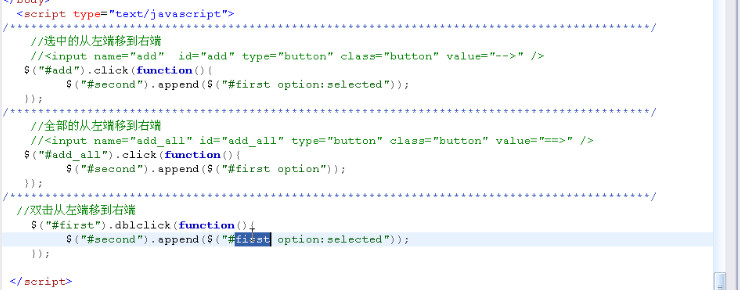 </body>
<script type="text/javascript">
/*******************************************************************************************/
//选中的从左端移到右端
//<input name="add"  id="add" type="button" class="button" value="-->" />
$("#add").click(function(){
$("#second").append($("#first option:selected"));
});
/*******************************************************************************************/
//全部的从左端移到右端
//<input name="add_all" id="add_all" type="button" class="button" value="==>" />
$("#add_all").click(function(){
$("#second").append($("#first option"));
});
/*******************************************************************************************/
//双击从左端移到右端
$("#first").dblclick(function(){
$("#second").append($("#first option:selected"));
});
</script>